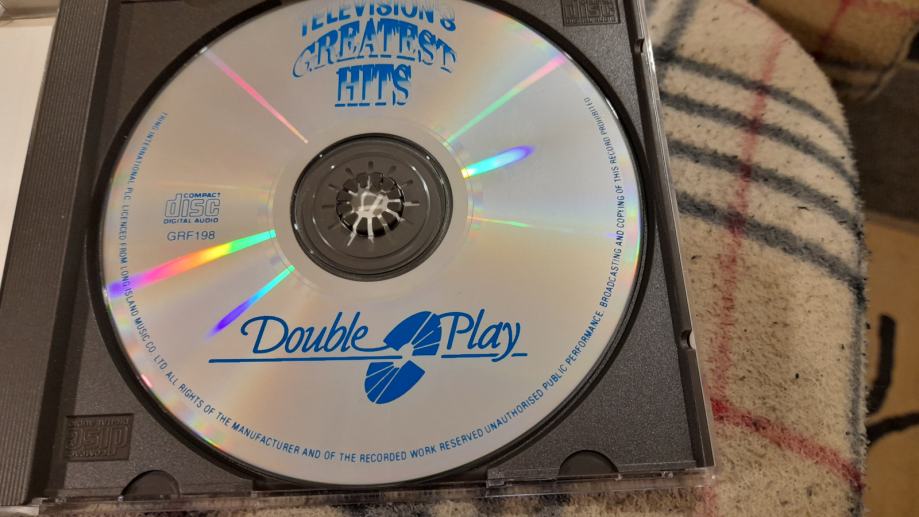 TELEVISION'S
GREATEST
HITS
COMPACT
disc
DIGITAL AUDIO
GRF198
Double Play
INTERNATIONAL PLC. LICENCED FROM LONG ISLAND MUSIC CO. LTD. ALL RIGHTS OF THE MANUFACTURER AND OF THE RECORDED WORK RESERVED UNAUTHORISED PUBLIC PERFORMANCE. BROADCASTING AND COPYING OF THIS RECORD PROHIBITED